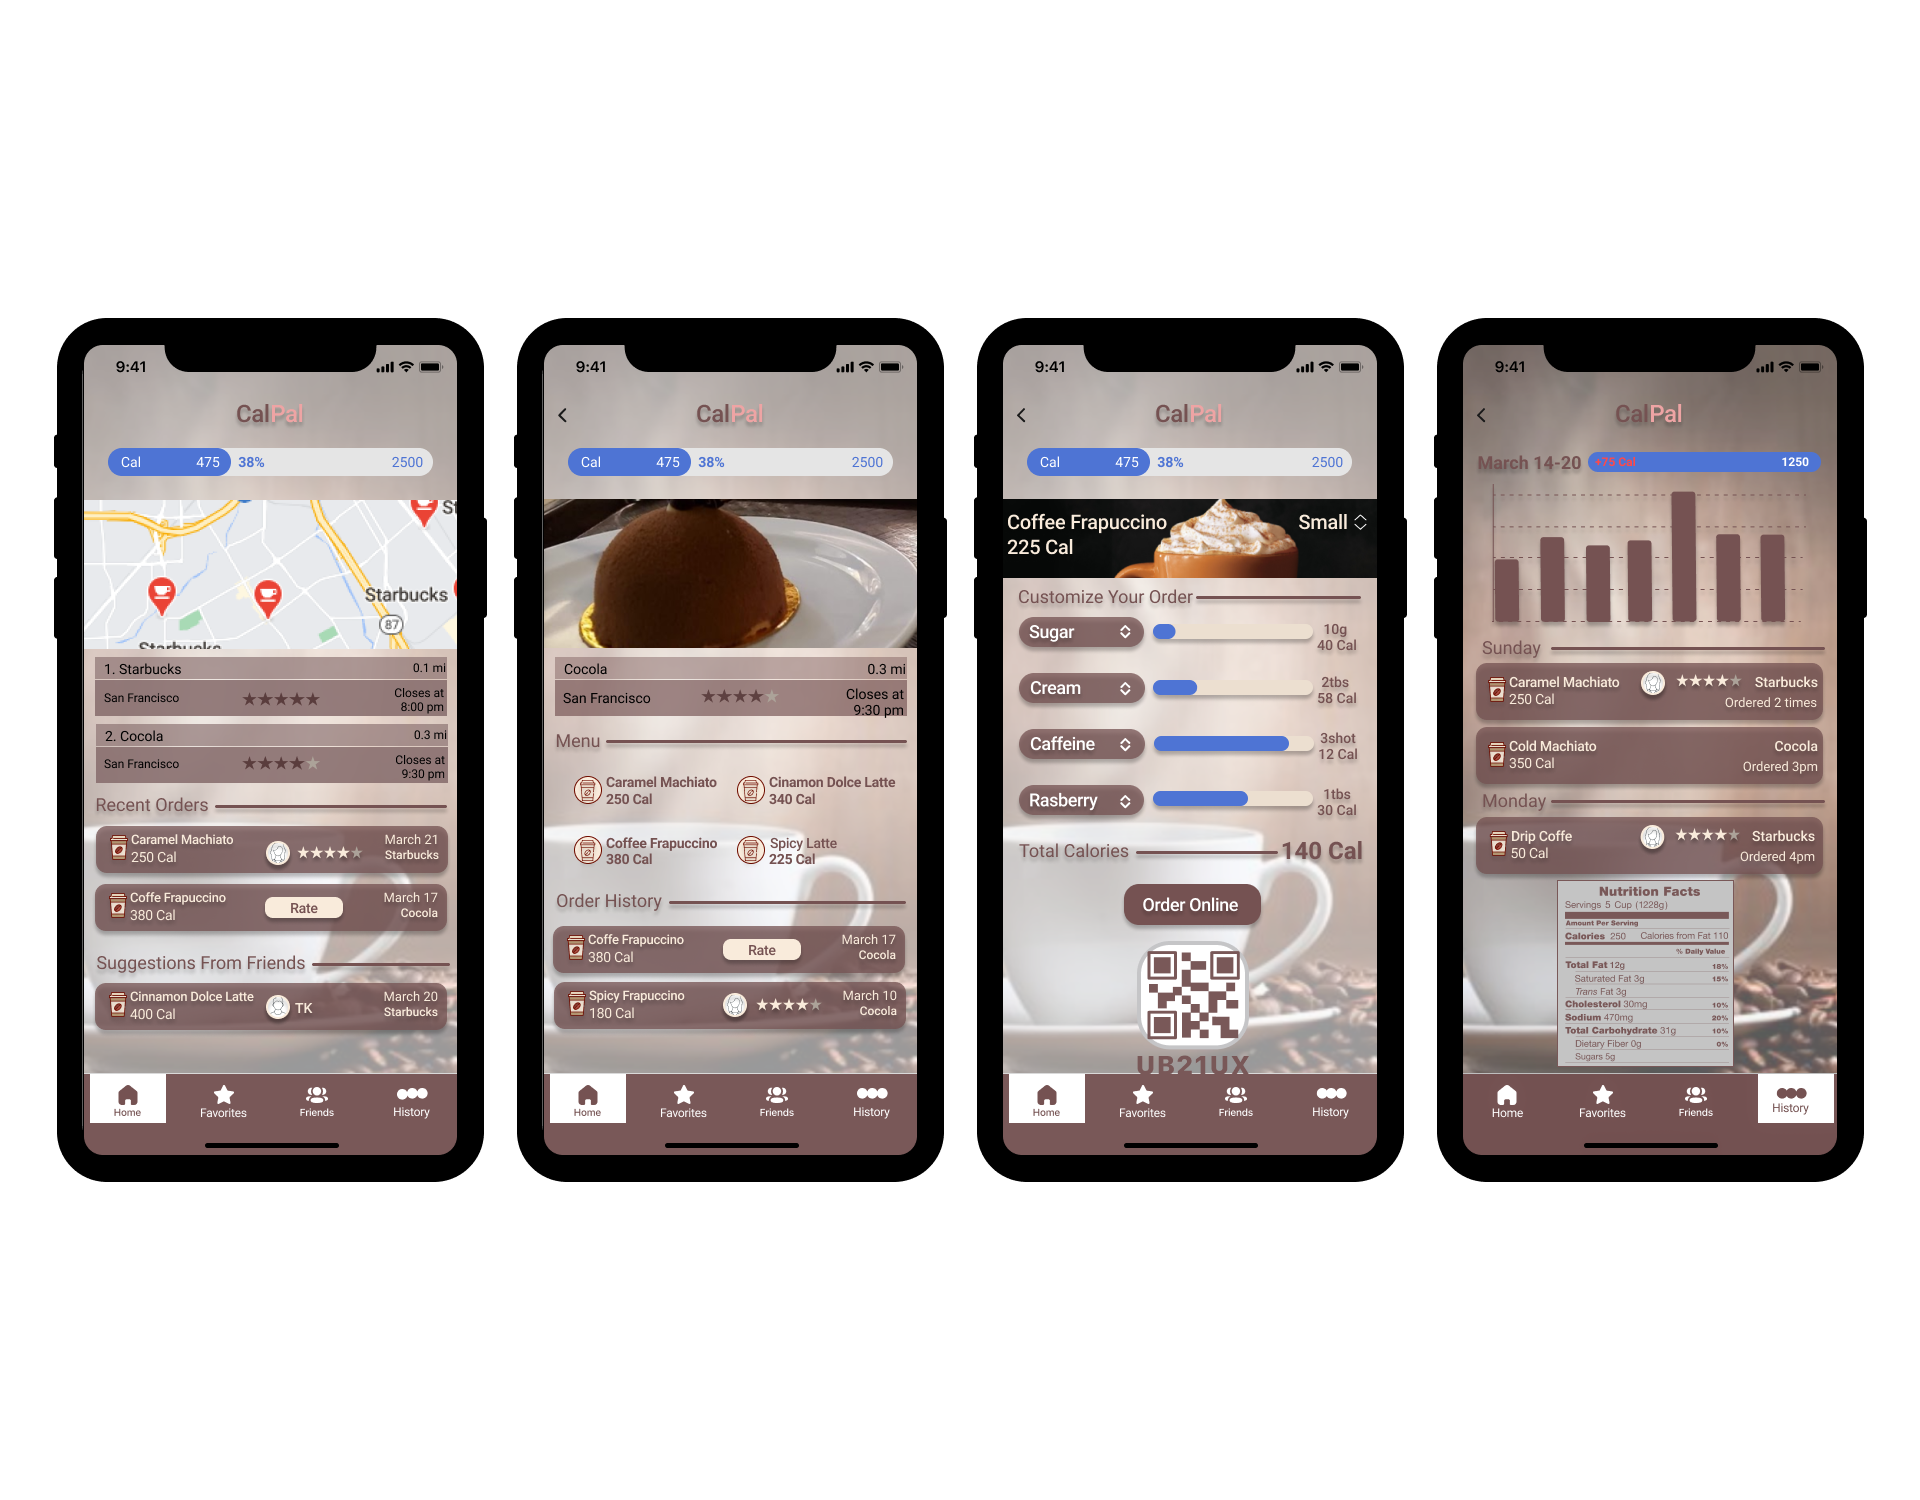 9:41
CalPal
Cal 475 38% 2500
St
Starbucks
87
Starbucks
1. Starbucks 0.1 mi
San Francisco Closes at
8:00 pm
2. Cocola 0.3 mi
San Francisco Closes at
9:30 pm
Recent Orders
Caramel Machiato March 21
250 Cal Starbucks
Coffe Frapuccino March 17
380 Cal Rate Cocola
Suggestions From Friends
Cinnamon Dolce Latte March 20
400 Cal TK Starbucks
Home Favorites Friends History
9:41
CalPal
Cal 475 38% 2500
Cocola 0.3 mi
San Francisco Closes at
9:30 pm
Menu
Caramel Machiato Cinamon Dolce Latte
250 Cal 340 Cal
Coffee Frapuccino Spicy Latte
380 Cal 225 Cal
Order History
Coffe Frapuccino March 17
380 Cal Rate Cocola
Spicy Frapuccino March 10
180 Cal Cocola
Home Favorites Friends History
9:41
CalPal
Cal 475 38% 2500
Coffee Frapuccino Small
225 Cal
Customize Your Order
Sugar 10g
40 Cal
Cream 2tbs
58 Cal
Caffeine 3shot
12 Cal
Rasberry 1tbs
30 Cal
Total Calories 140 Cal
Order Online
UB21UX
Home Favorites Friends History
9:41
CalPal
March 14-20 +75 Cal 1250
Sunday
Caramel Machiato Starbucks
250 Cal Ordered 2 times
Cold Machiato Cocola
350 Cal Ordered 3pm
Monday
Drip Coffe Starbucks
50 Cal Ordered 4pm
Nutrition Facts
Servings 5 Cup (1228g)
Amount Per Serving
Calories 250 Calories from Fat 110
% Daily Value
Total Fat 12g 18%
Saturated Fat 3g 15%
Trans Fat 3g
Cholesterol 30mg 10%
Sodium 470mg 20%
Total Carbohydrate 31g 10%
Dietary Fiber 0g 0%
Sugars 5g
Home Favorites Friends History